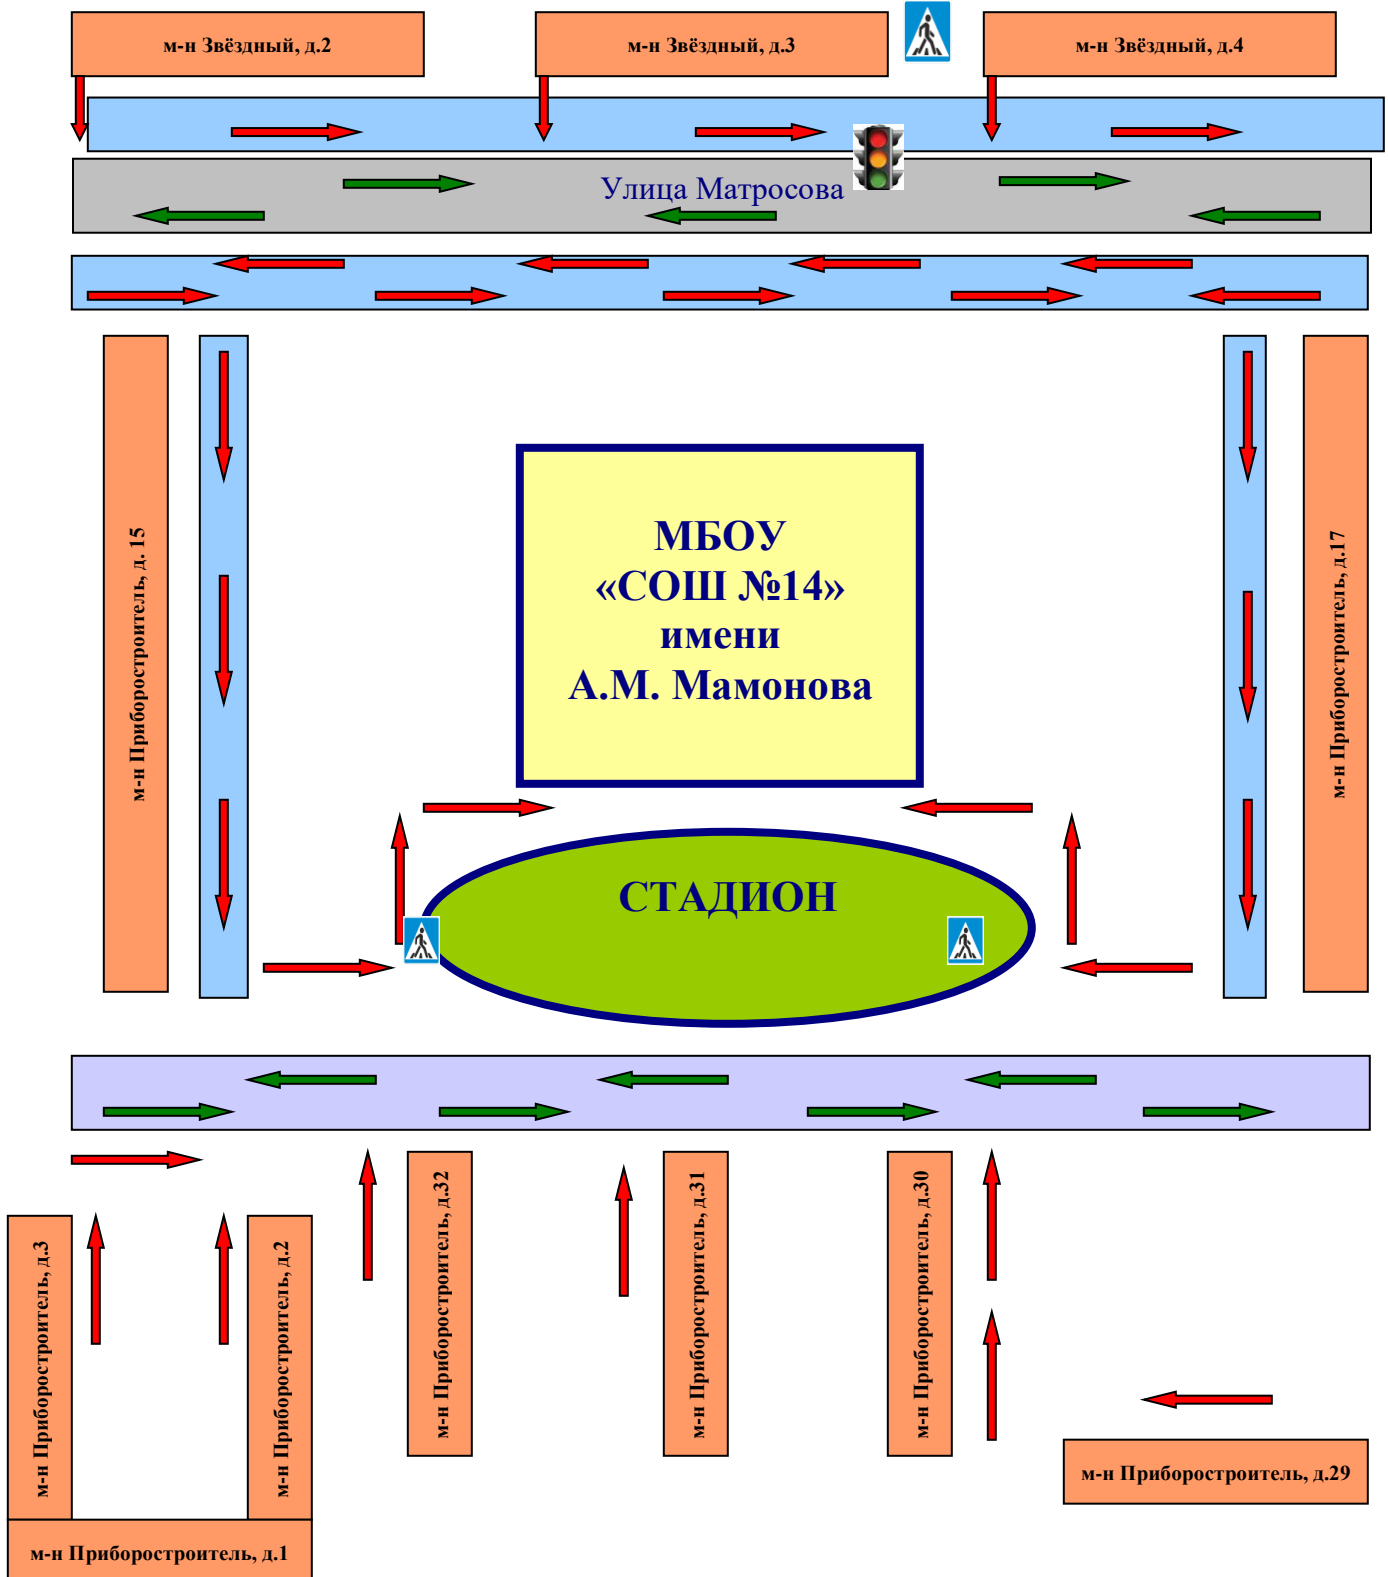 м-н Звёздный, д.2
м-н Звёздный, д.3
м-н Звёздный, д.4
Улица Матросова
м-н Приборостроитель, д. 15
МБОУ
«СОШ №14»
имени
А.М. Мамонова
м-н Приборостроитель, д.17
СТАДИОН
м-н Приборостроитель, д.3
м-н Приборостроитель, д.2
м-н Приборостроитель, д.32
м-н Приборостроитель, д.31
м-н Приборостроитель, д.30
м-н Приборостроитель, д.29
м-н Приборостроитель, д.1